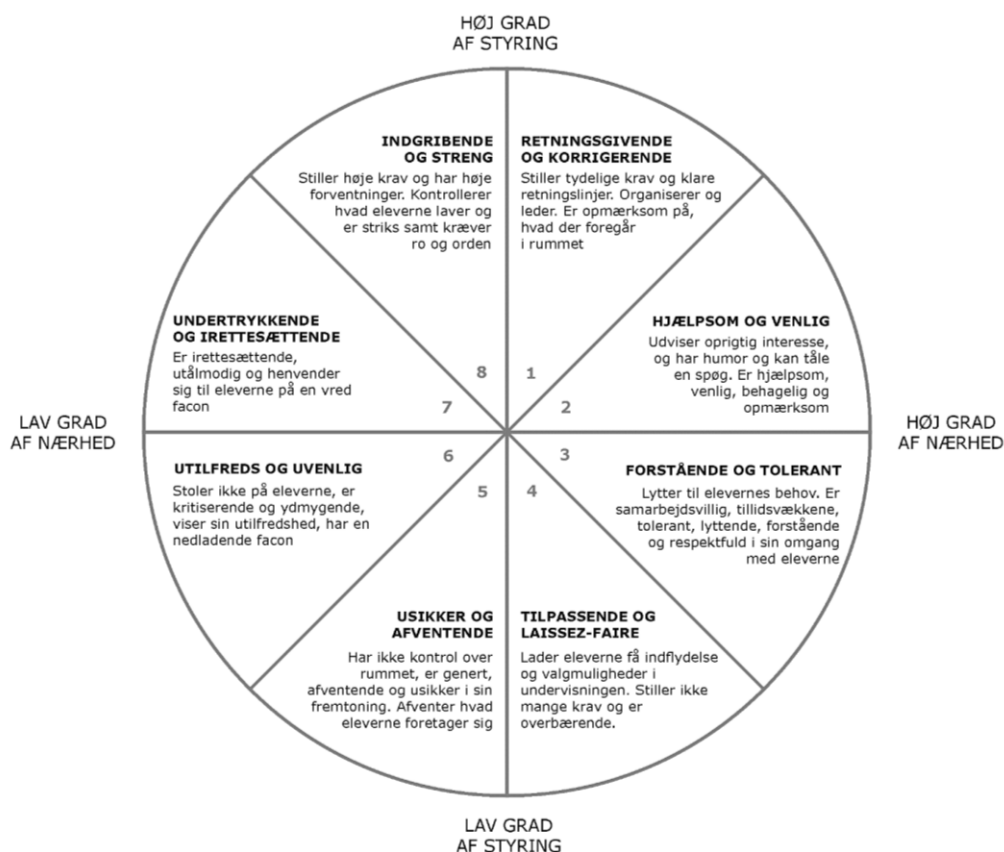 HØJ GRAD
AF STYRING
INDGRIBENDE
OG STRENG
Stiller høje krav og har høje
forventninger. Kontrollerer
hvad eleverne laver og
er striks samt kræver
ro og orden
RETNINGSGIVENDE
OG KORRIGERENDE
Stiller tydelige krav og klare
retningslinjer. Organiserer og
leder. Er opmærksom på,
hvad der foregår
i rummet
UNDERTRYKKENDE
OG IRETTESÆTTENDE
Er irettesættende,
utålmodig og henvender
sig til eleverne på en vred
facon
HJÆLPSOM OG VENLIG
Udviser oprigtig interesse,
og har humor og kan tåle
en spøg. Er hjælpsom,
venlig, behagelig og
opmærksom
8
1
7
2
LAV GRAD
AF NÆRHED
HØJ GRAD
AF NÆRHED
6
3
5
4
UTILFREDS OG UVENLIG
Stoler ikke på eleverne, er
kritiserende og ydmygende,
viser sin utilfredshed, har en
nedladende facon
FORSTÅENDE OG TOLERANT
Lytter til elevernes behov. Er
samarbejdsvillig, tillidsvækkene,
tolerant, lyttende, forstående
og respektfuld i sin omgang
med eleverne
USIKKER OG
AFVENTENDE
Har ikke kontrol over
rummet, er genert,
afventende og usikker i sin
fremtoning. Afventer hvad
eleverne foretager sig
TILPASSENDE OG
LAISSEZ-FAIRE
Lader eleverne få indflydelse
og valgmuligheder i
undervisningen. Stiller ikke
mange krav og er
overbærende.
LAV GRAD
AF STYRING